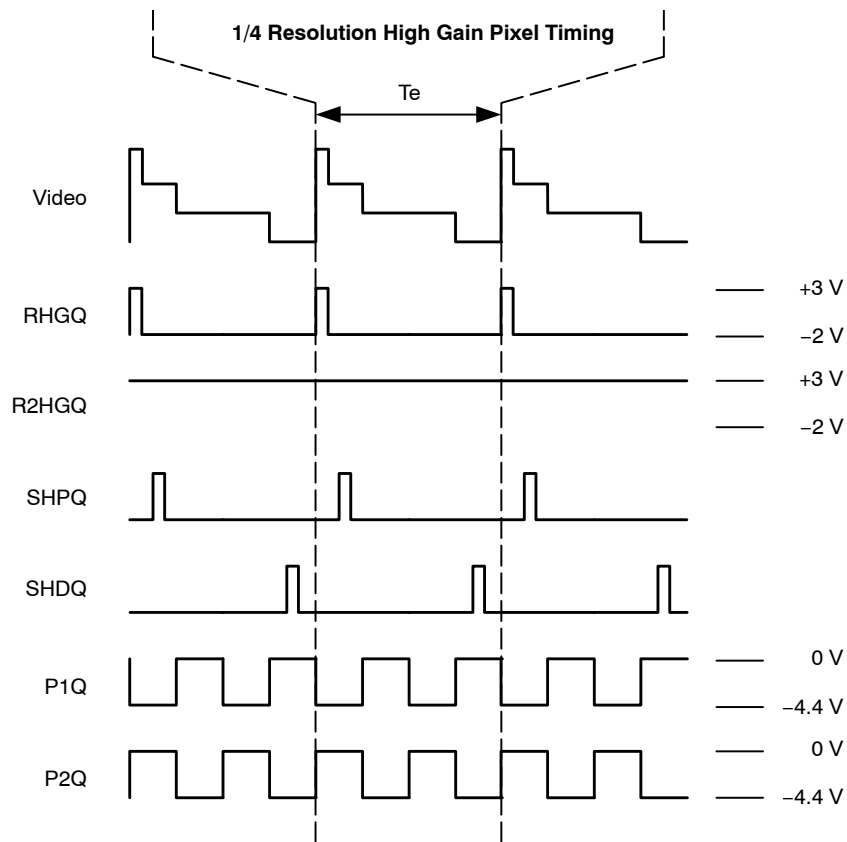 1/4 Resolution High Gain Pixel Timing
Te
Video
RHGQ
+3 V
−2 V
R2HGQ
+3 V
−2 V
SHPQ
SHDQ
P1Q
0 V
−4.4 V
P2Q
0 V
−4.4 V